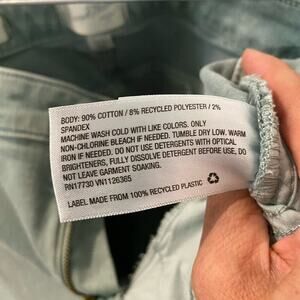 BODY: 90% COTTON / 8% RECYCLED POLYESTER / 2%
SPANDEX
MACHINE WASH COLD WITH LIKE COLORS. ONLY
NON-CHLORINE BLEACH IF NEEDED. TUMBLE DRY LOW. WARM
IRON IF NEEDED. DO NOT USE DETERGENTS WITH OPTICAL
BRIGHTENERS, FULLY DISSOLVE DETERGENT BEFORE USE, DO
NOT LEAVE GARMENT SOAKING.
RN17730 VN1126365
LABEL MADE FROM 100% RECYCLED PLASTIC